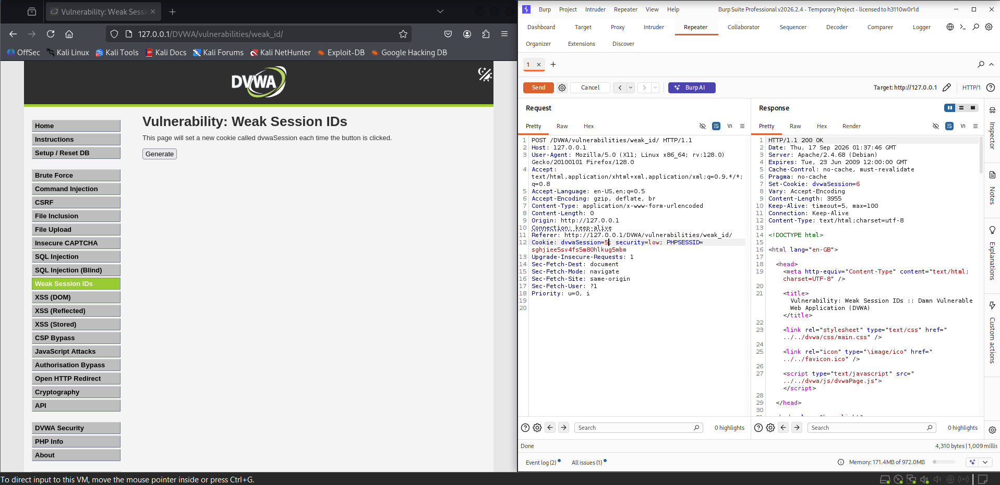 Vulnerability: Weak Sessi
127.0.0.1/DVWA/vulnerabilities/weak_id/
OffSec Kali Linux Kali Tools Kali Docs Kali Forums Kali NetHunter Exploit-DB Google Hacking DB
DVWA
Vulnerability: Weak Session IDs
This page will set a new cookie called dvwaSession each time the button is clicked.
Generate
Home
Instructions
Setup / Reset DB
Brute Force
Command Injection
CSRF
File Inclusion
File Upload
Insecure CAPTCHA
SQL Injection
SQL Injection (Blind)
Weak Session IDs
XSS (DOM)
XSS (Reflected)
XSS (Stored)
CSP Bypass
JavaScript Attacks
Authorisation Bypass
Open HTTP Redirect
Cryptography
API
DVWA Security
PHP Info
About
Burp Project Intruder Repeater View Help Burp Suite Professional v2026.2.4 - Temporary Project - licensed to h3110w0r1d
Dashboard Target Proxy Intruder Repeater Collaborator Sequencer Decoder Comparer Logger
Organizer Extensions Discover
1 × +
Send Cancel Burp AI Target: http://127.0.0.1 HTTP/1
Request
Pretty Raw Hex \n
1 POST /DVWA/vulnerabilities/weak_id/ HTTP/1.1
2 Host: 127.0.0.1
3 User-Agent: Mozilla/5.0 (X11; Linux x86_64; rv:128.0)
Gecko/20100101 Firefox/128.0
4 Accept:
text/html,application/xhtml+xml,application/xml;q=0.9,*/*;
q=0.8
5 Accept-Language: en-US,en;q=0.5
6 Accept-Encoding: gzip, deflate, br
7 Content-Type: application/x-www-form-urlencoded
8 Content-Length: 0
9 Origin: http://127.0.0.1
10 Connection: keep-alive
11 Referer: http://127.0.0.1/DVWA/vulnerabilities/weak_id/
12 Cookie: dvwaSession=5; security=low; PHPSESSID=
sghjiee5sv4fs5m80hlkug5mbm
13 Upgrade-Insecure-Requests: 1
14 Sec-Fetch-Dest: document
15 Sec-Fetch-Mode: navigate
16 Sec-Fetch-Site: same-origin
17 Sec-Fetch-User: ?1
18 Priority: u=0, i
19
20
Search 0 highlights
Response
Pretty Raw Hex Render \n
1 HTTP/1.1 200 OK
2 Date: Thu, 17 Sep 2026 01:37:46 GMT
3 Server: Apache/2.4.68 (Debian)
4 Expires: Tue, 23 Jun 2009 12:00:00 GMT
5 Cache-Control: no-cache, must-revalidate
6 Pragma: no-cache
7 Set-Cookie: dvwaSession=6
8 Vary: Accept-Encoding
9 Content-Length: 3955
10 Keep-Alive: timeout=5, max=100
11 Connection: Keep-Alive
12 Content-Type: text/html;charset=utf-8
13
14 <!DOCTYPE html>
15
16 <html lang="en-GB">
17
18 <head>
19 <meta http-equiv="Content-Type" content="text/html;
charset=UTF-8" />
20
21 <title>
Vulnerability: Weak Session IDs :: Damn Vulnerable
Web Application (DVWA)
</title>
22
23 <link rel="stylesheet" type="text/css" href="
../../dvwa/css/main.css" />
24
25 <link rel="icon" type="\image/ico" href="
../../favicon.ico" />
26
27 <script type="text/javascript" src="
../../dvwa/js/dvwaPage.js">
</script>
28
29 </head>
30
Search 0 highlights
Inspector
Notes
Explanations
Custom actions
Done 4,310 bytes | 1,009 millis
Event log (2) All issues (1) Memory: 171.4MB of 972.0MB
To direct input to this VM, move the mouse pointer inside or press Ctrl+G.